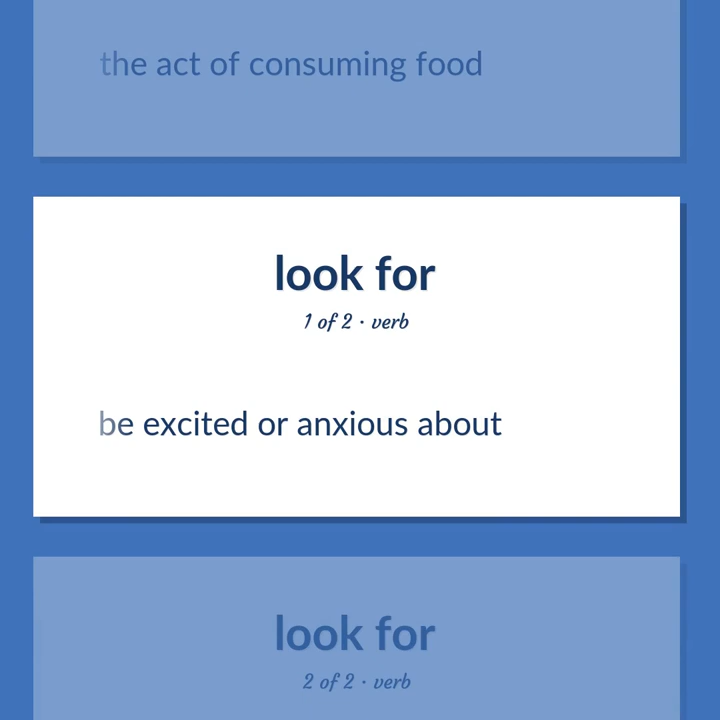 the act of consuming food
look for
1 of 2 · verb
be excited or anxious about
look for
2 of 2 · verb